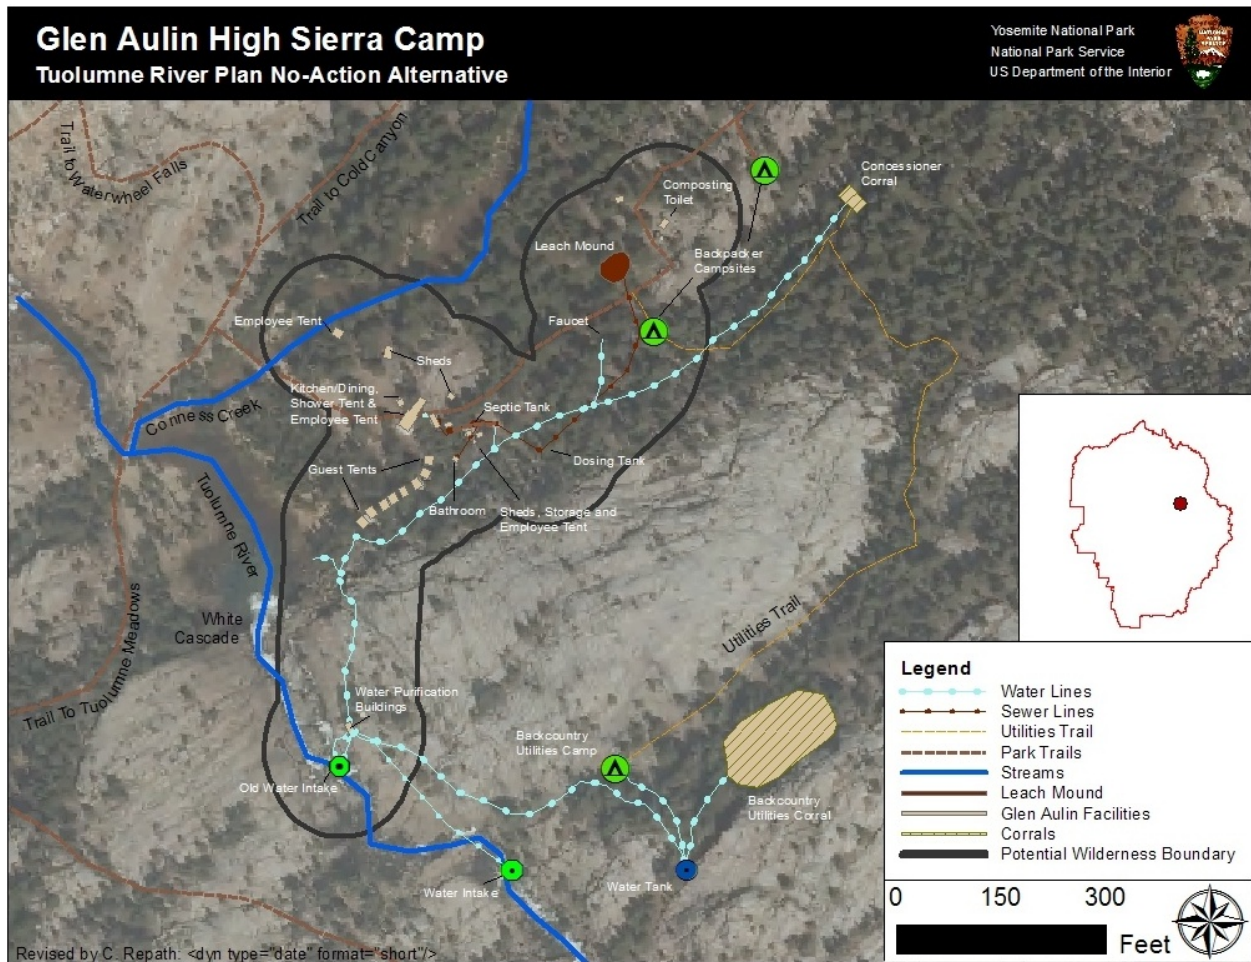 Glen Aulin High Sierra Camp
Tuolumne River Plan No-Action Alternative
Yosemite National Park
National Park Service
US Department of the Interior
Trail to Waterwheel Falls
Trail to Cold Canyon
Composting
Toilet
Concessioner
Corral
Leach Mound
Backpacker
Campsites
Employee Tent
Faucet
Sheds
Kitchen/Dining,
Shower Tent &
Employee Tent
Conness Creek
Septic Tank
Dosing Tank
Guest Tents
Bathroom
Sheds, Storage and
Employee Tent
Tuolumne River
White
Cascade
Trail To Tuolumne Meadows
Utilities Trail
Water Purification
Buildings
Backcountry
Utilities Camp
Old Water Intake
Backcountry
Utilities Corral
Water Intake
Water Tank
Legend
Water Lines
Sewer Lines
Utilities Trail
Park Trails
Streams
Leach Mound
Glen Aulin Facilities
Corrals
Potential Wilderness Boundary
0 150 300
Feet
Revised by C. Repath: <dyn type="date" format="short"/>